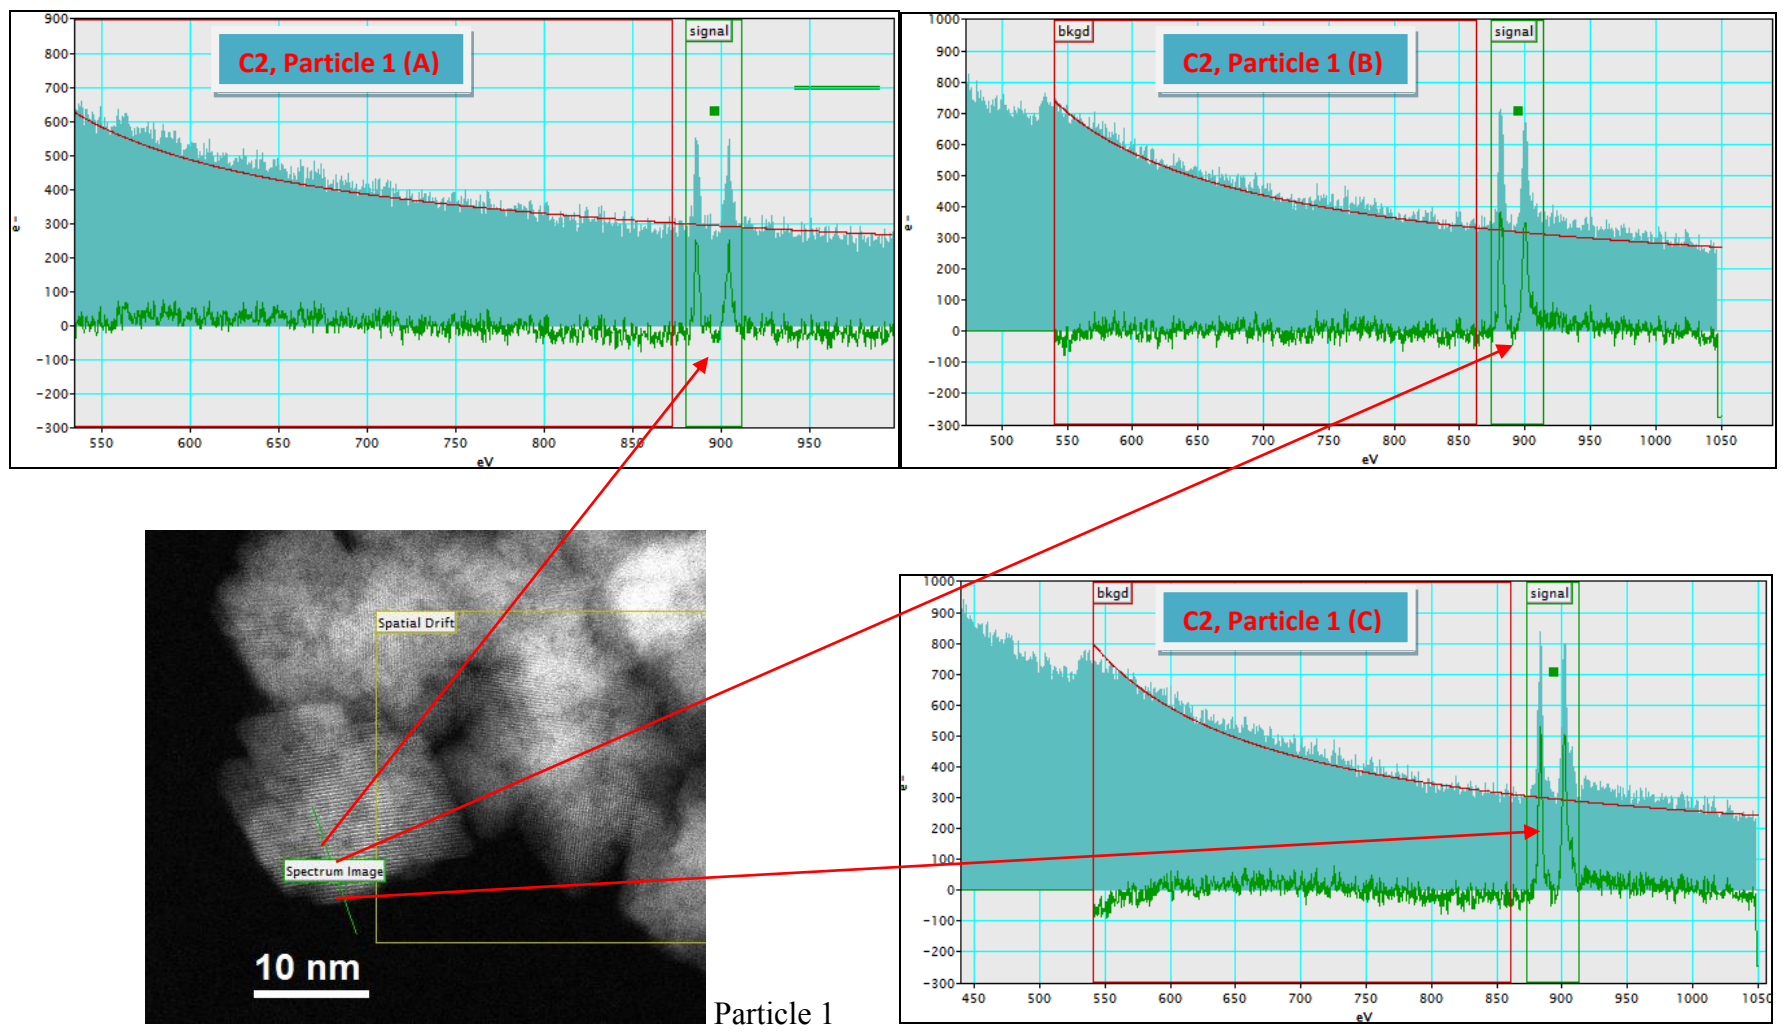 900
800
700
600
500
400
300
200
100
0
-100
-200
-300
e-
C2, Particle 1 (A)
signal
550 600 650 700 750 800 850 900 950
eV
1000
900
800
700
600
500
400
300
200
100
0
-100
-200
-300
e-
bkgd
C2, Particle 1 (B)
signal
500 550 600 650 700 750 800 850 900 950 1000 1050
eV
Spatial Drift
Spectrum Image
10 nm
Particle 1
1000
900
800
700
600
500
400
300
200
100
0
-100
-200
-300
e-
bkgd
C2, Particle 1 (C)
signal
450 500 550 600 650 700 750 800 850 900 950 1000 1050
eV